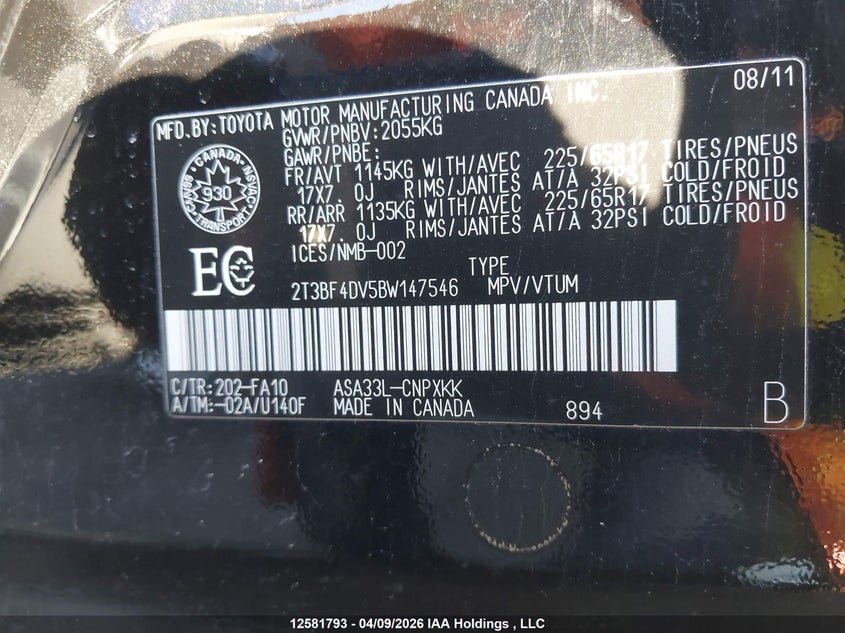 08/11
MFD.BY:TOYOTA MOTOR MANUFACTURING CANADA INC.
GVWR/PNBV:2055KG
GAWR/PNBE:
FR/AVT 1145KG WITH/AVEC 225/65R17 TIRES/PNEUS
17X7.0J RIMS/JANTES AT/A 32PSI COLD/FROID
RR/ARR 1135KG WITH/AVEC 225/65R17 TIRES/PNEUS
17X7.0J RIMS/JANTES AT/A 32PSI COLD/FROID
ICES/NMB-002
CANADA
CMVSS
NSVAC
930
TRANSPORT
EC
TYPE
2T3BF4DV5BW147546 MPV/VTUM
C/TR:202-FA10 ASA33L-CNPXKK
A/TM:-02A/U140F MADE IN CANADA 894 B
12581793 - 04/09/2026 IAA Holdings , LLC